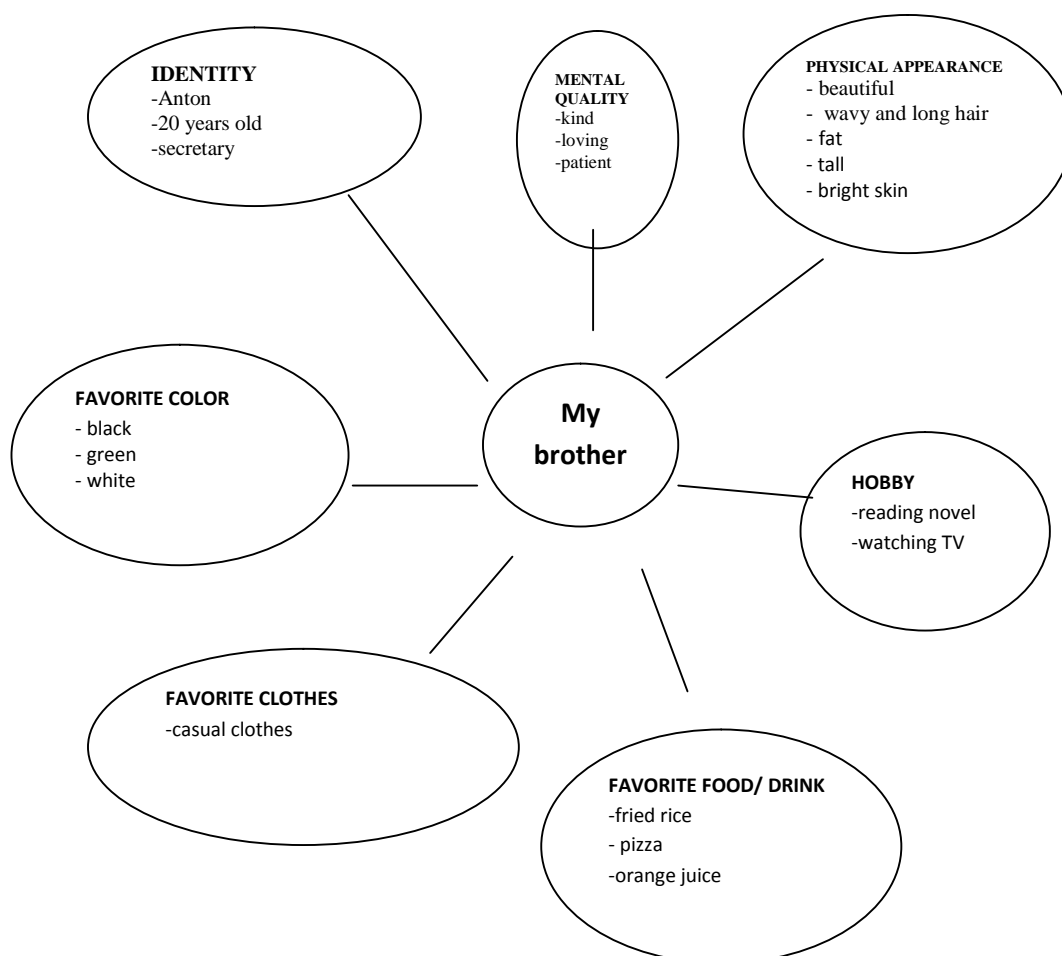 IDENTITY
-Anton
-20 years old
-secretary
MENTAL
QUALITY
-kind
-loving
-patient
PHYSICAL APPEARANCE
- beautiful
- wavy and long hair
- fat
- tall
- bright skin
FAVORITE COLOR
- black
- green
- white
My
brother
HOBBY
-reading novel
-watching TV
FAVORITE CLOTHES
-casual clothes
FAVORITE FOOD/ DRINK
-fried rice
- pizza
-orange juice